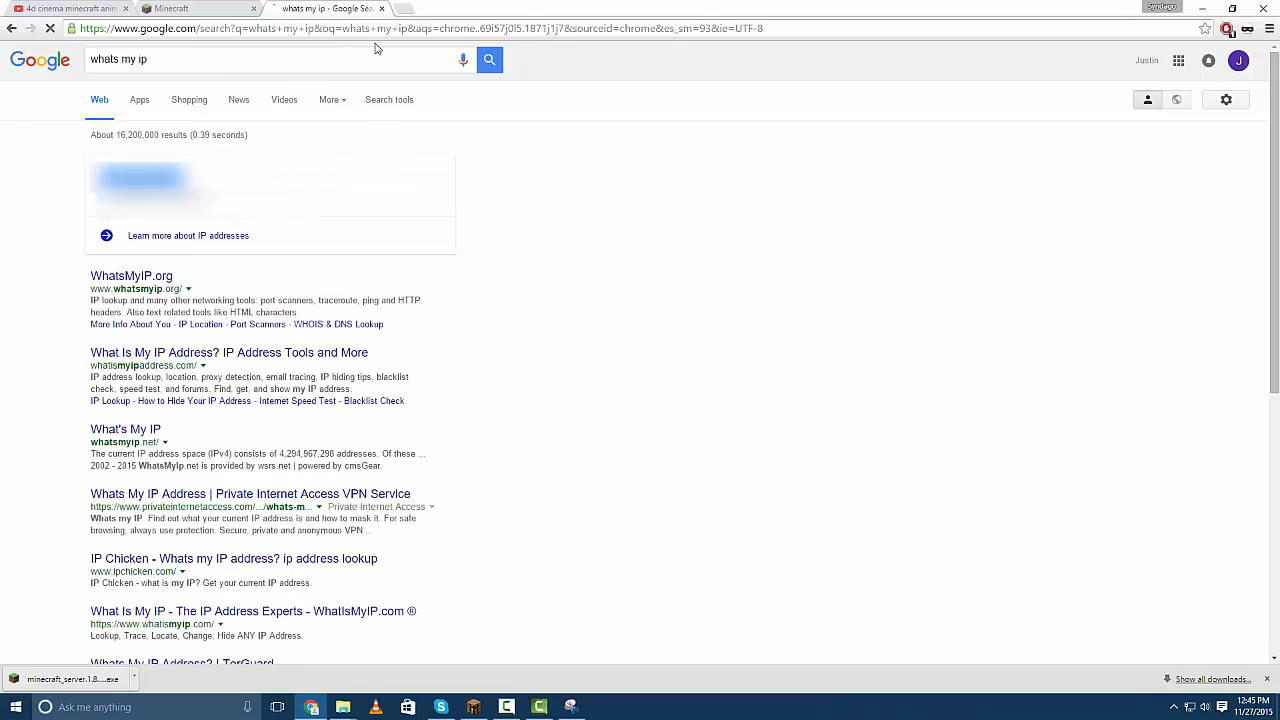 4d cinema minecraft anim
Minecraft
whats my ip - Google Sea
Syndago
https://www.google.com/search?q=whats+my+ip&oq=whats+my+ip&aqs=chrome..69i57j0l5.1871j1j7&sourceid=chrome&es_sm=93&ie=UTF-8
Google
whats my ip
Justin
J
Web
Apps
Shopping
News
Videos
More
Search tools
About 16,200,000 results (0.39 seconds)
Learn more about IP addresses
WhatsMyIP.org
www.whatsmyip.org/
IP lookup and many other networking tools: port scanners, traceroute, ping and HTTP
headers. Also text related tools like HTML characters.
More Info About You - IP Location - Port Scanners - WHOIS & DNS Lookup
What Is My IP Address? IP Address Tools and More
whatismyipaddress.com/
IP address lookup, location, proxy detection, email tracing, IP hiding tips, blacklist
check, speed test, and forums. Find, get, and show my IP address.
IP Lookup - How to Hide Your IP Address - Internet Speed Test - Blacklist Check
What's My IP
whatsmyip.net/
The current IP address space (IPv4) consists of 4,294,967,298 addresses. Of these ...
2002 - 2015 WhatsMyIp.net is provided by wsrs.net | powered by cmsGear.
Whats My IP Address | Private Internet Access VPN Service
https://www.privateinternetaccess.com/.../whats-m...
Private Internet Access
Whats my IP. Find out what your current IP address is and how to mask it. For safe
browsing, always use protection. Secure, private and anonymous VPN ...
IP Chicken - Whats my IP address? ip address lookup
www.ipchicken.com/
IP Chicken - what is my IP? Get your current IP address.
What Is My IP - The IP Address Experts - WhatIsMyIP.com ®
https://www.whatismyip.com/
Lookup, Trace, Locate, Change, Hide ANY IP Address.
Whats My IP Address? | TorGuard
minecraft_server.1.8....exe
Show all downloads...
Ask me anything
12:45 PM
11/27/2015